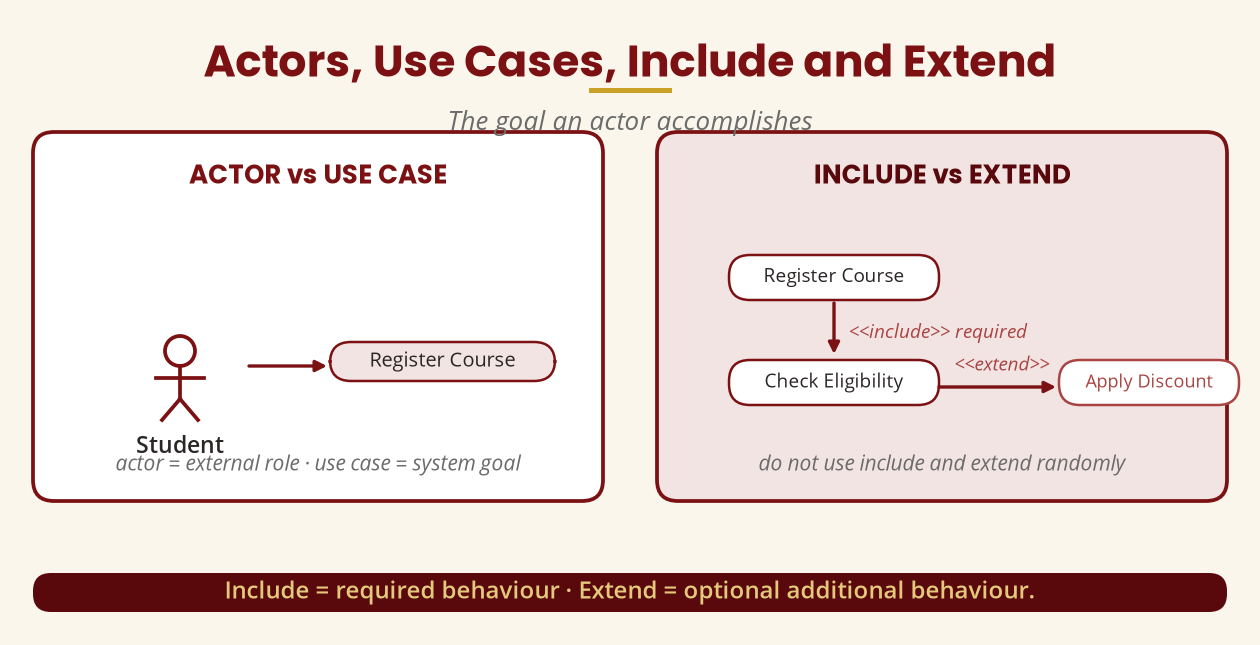 Actors, Use Cases, Include and Extend
The goal an actor accomplishes
ACTOR vs USE CASE
Register Course
Student
actor = external role · use case = system goal
INCLUDE vs EXTEND
Register Course
<<include>> required
<<extend>>
Check Eligibility
Apply Discount
do not use include and extend randomly
Include = required behaviour · Extend = optional additional behaviour.